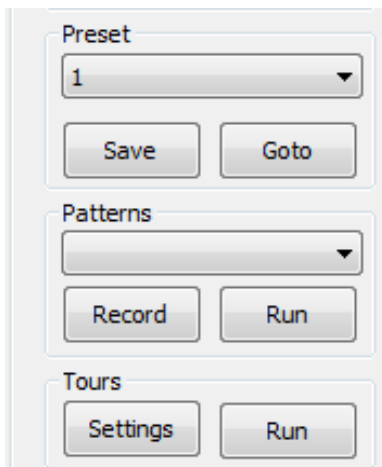 Preset
1
Save Goto
Patterns
Record Run
Tours
Settings Run